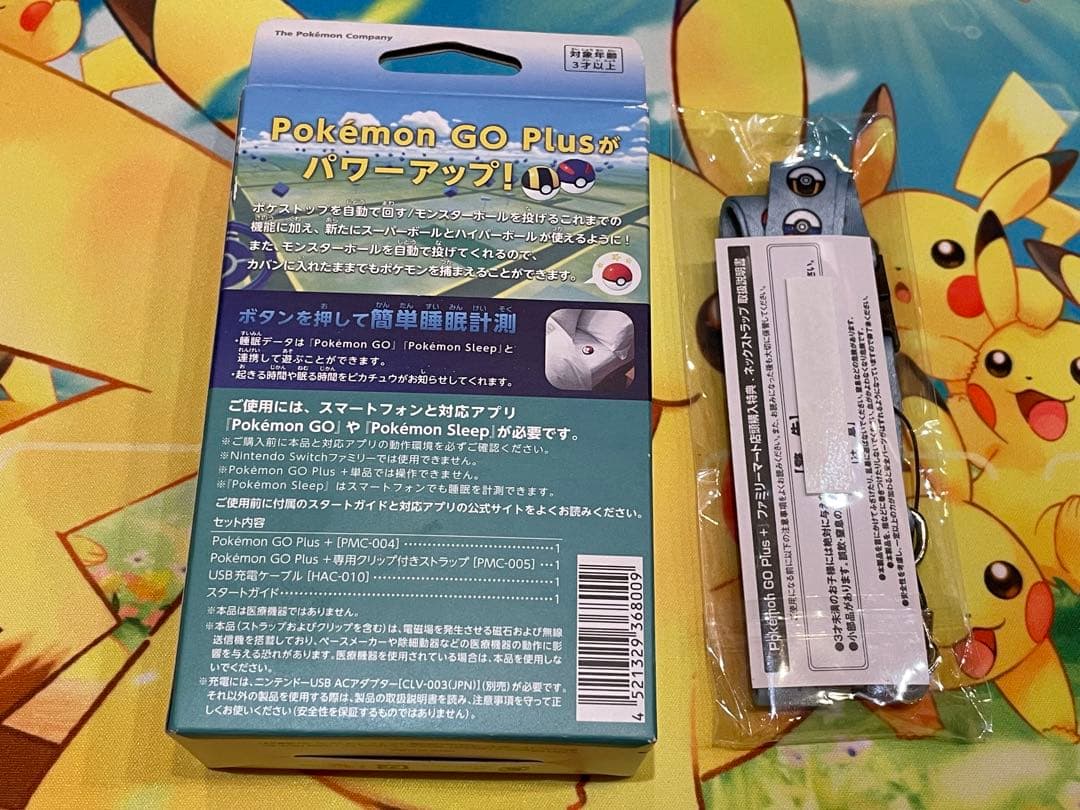 The Pokémon Company
対象年齢
3才以上
Pokémon GO Plusが
パワーアップ!
ポケストップを自動で回す/モンスターボールを投げるこれまでの
機能に加え、新たにスーパーボールとハイパーボールが使えるように!
また、モンスターボールを自動で投げてくれるので、
カバンに入れたままでもポケモンを捕まえることができます。
ボタンを押して簡単睡眠計測
・睡眠データは『Pokémon GO』『Pokémon Sleep』と
連携して遊ぶことができます。
・起きる時間や眠る時間をピカチュウがお知らせしてくれます。
ご使用には、スマートフォンと対応アプリ
『Pokémon GO』や『Pokémon Sleep』が必要です。
※ご購入前に本品と対応アプリの動作環境を必ずご確認ください。
※Nintendo Switchファミリーでは使用できません。
※Pokémon GO Plus +単品では操作できません。
※『Pokémon Sleep』はスマートフォンでも睡眠を計測できます。
ご使用前に付属のスタートガイドと対応アプリの公式サイトをよくお読みください。
セット内容
Pokémon GO Plus +[PMC-004]…1
Pokémon GO Plus +専用クリップ付きストラップ[PMC-005]…1
USB充電ケーブル[HAC-010]…1
スタートガイド…1
※本品は医療機器ではありません。
※本品(ストラップおよびクリップを含む)は、電磁場を発生させる磁石および無線
送信機を搭載しており、ペースメーカーや除細動器などの医療機器の動作に影
響を与える恐れがあります。医療機器を使用されている場合は、本品を使用しな
いでください。
※充電には、ニンテンドーUSB ACアダプター[CLV-003(JPN)](別売)が必要です。
それ以外の製品を使用する際は、製品の取扱説明書を読み、注意事項を守って正
しくお使いください(安全性を保証するものではありません)。
4 521329 368009
Pokémon GO Plus +』ファミリーマート店頭購入特典・ネックストラップ 取扱説明書
●3才未満のお子様には絶対に与え
●小部品があります。誤飲・窒息の